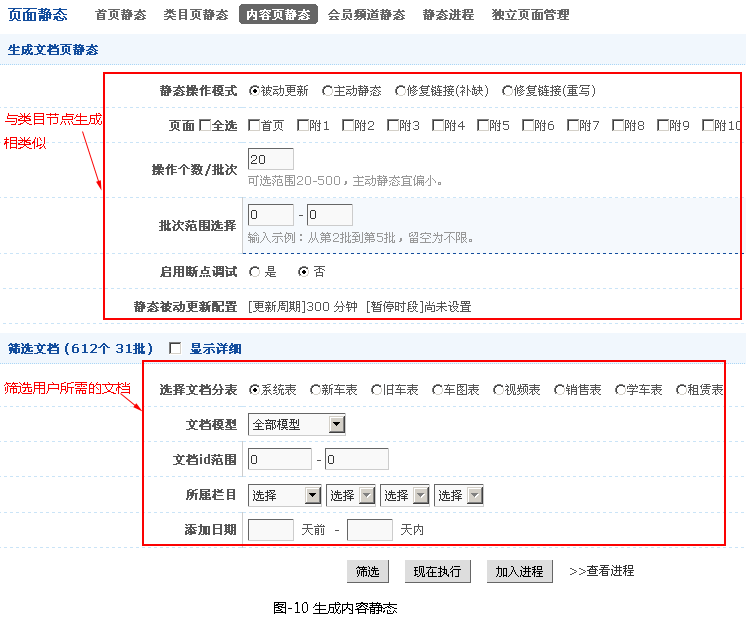 页面静态 首页静态 类目页静态 内容页静态 会员频道静态 静态进程 独立页面管理
生成文档页静态
静态操作模式 被动更新 主动静态 修复链接(补缺) 修复链接(重写)
与类目节点生成
相类似
页面 全选 首页 附1 附2 附3 附4 附5 附6 附7 附8 附9 附10
操作个数/批次 20
可选范围20-500，主动静态宜偏小。
批次范围选择 0 - 0
输入示例：从第2批到第5批，留空为不限。
启用断点调试 是 否
静态被动更新配置 [更新周期]300 分钟 [暂停时段]尚未设置
筛选文档 (612个 31批) 显示详细
筛选用户所需的文档
选择文档分表 系统表 新车表 旧车表 车图表 视频表 销售表 学车表 租赁表
文档模型 全部模型
文档id范围 0 - 0
所属栏目 选择 选择 选择 选择
添加日期 天前 - 天内
筛选 现在执行 加入进程 >>查看进程
图-10 生成内容静态